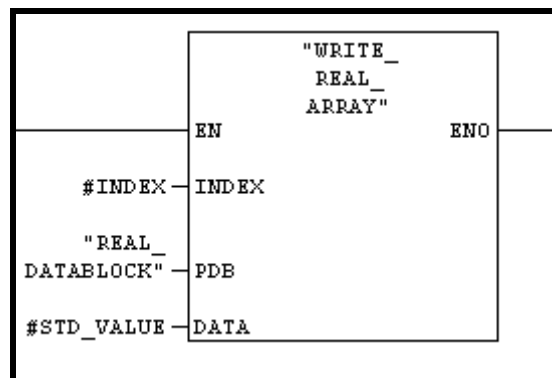 "WRITE_
REAL_
ARRAY"
EN ENO
#INDEX INDEX
"REAL_
DATABLOCK" PDB
#STD_VALUE DATA